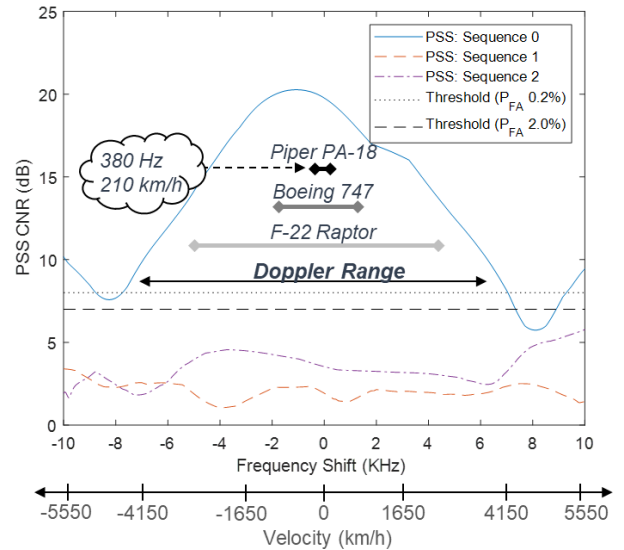 25
20
15
10
5
0
PSS CNR (dB)
PSS: Sequence 0
PSS: Sequence 1
PSS: Sequence 2
Threshold (P_FA 0.2%)
Threshold (P_FA 2.0%)
380 Hz
210 km/h
Piper PA-18
Boeing 747
F-22 Raptor
Doppler Range
-10 -8 -6 -4 -2 0 2 4 6 8 10
Frequency Shift (KHz)
-5550 -4150 -1650 0 1650 4150 5550
Velocity (km/h)